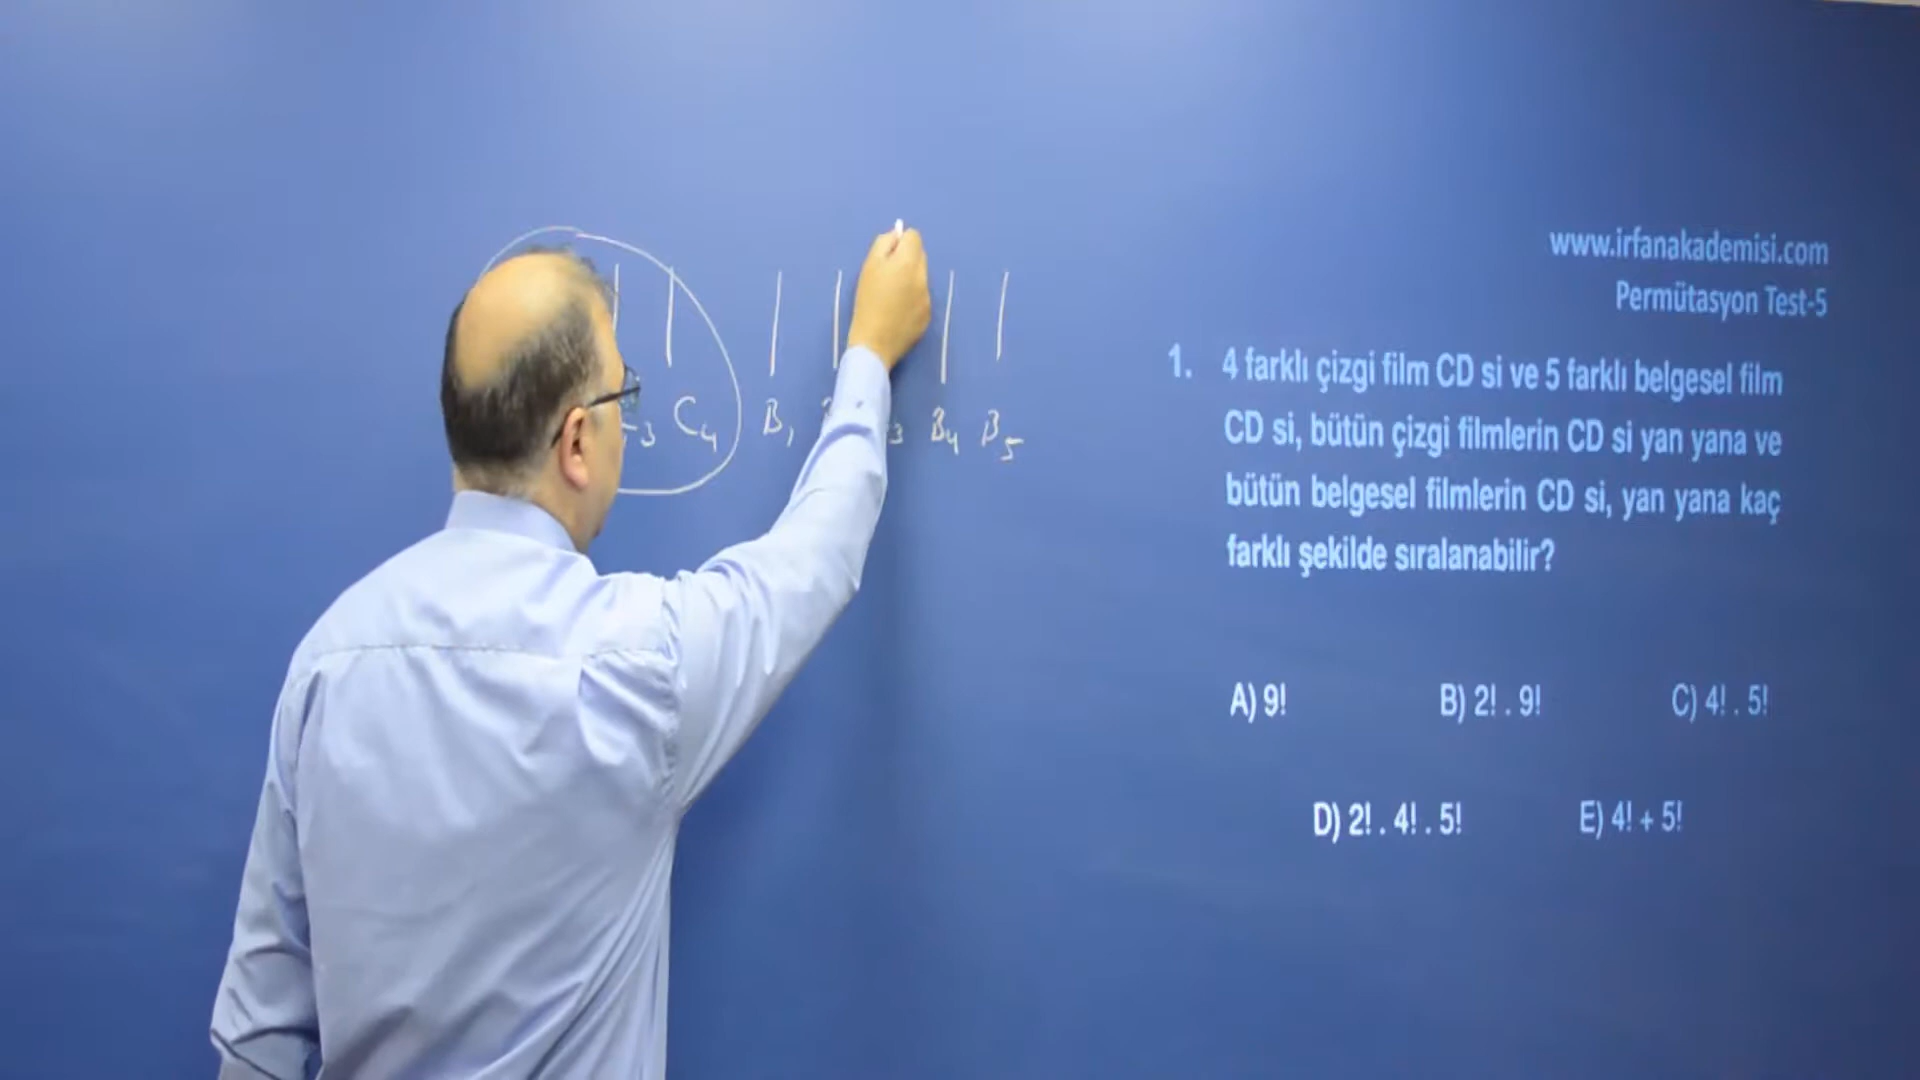 www.irfanakademisi.com
Permütasyon Test-5
1. 4 farklı çizgi film CD si ve 5 farklı belgesel film
CD si, bütün çizgi filmlerin CD si yan yana ve
bütün belgesel filmlerin CD si, yan yana kaç
farklı şekilde sıralanabilir?
A) 9! B) 2! . 9! C) 4! . 5!
D) 2! . 4! . 5! E) 4! + 5!
3 C4 B1 3 B4 B5